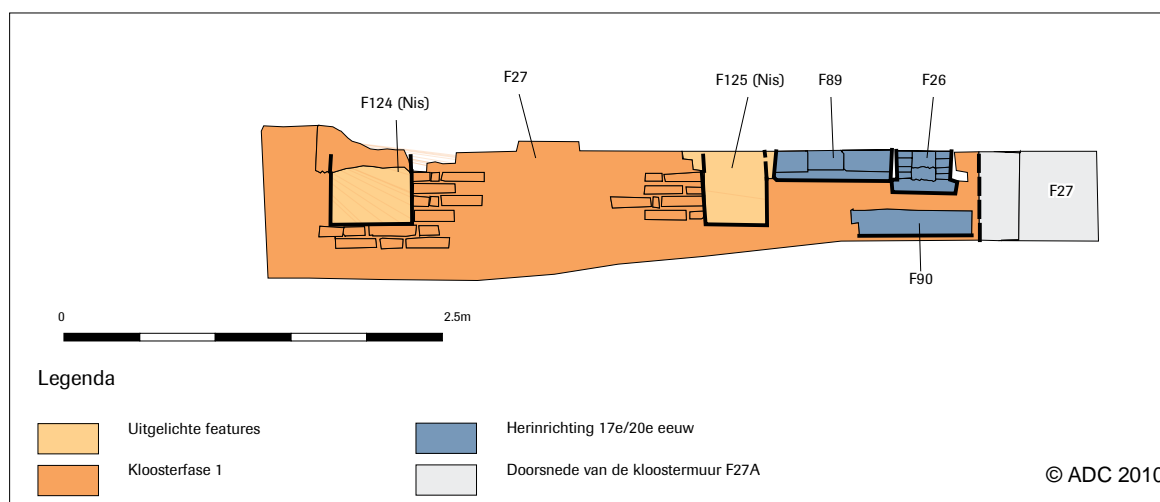 F27
F125 (Nis)
F89
F26
F124 (Nis)
F27
F90
0
2.5m
Legenda
Uitgelichte features
Herinrichting 17e/20e eeuw
Kloosterfase 1
Doorsnede van de kloostermuur F27A
© ADC 2010